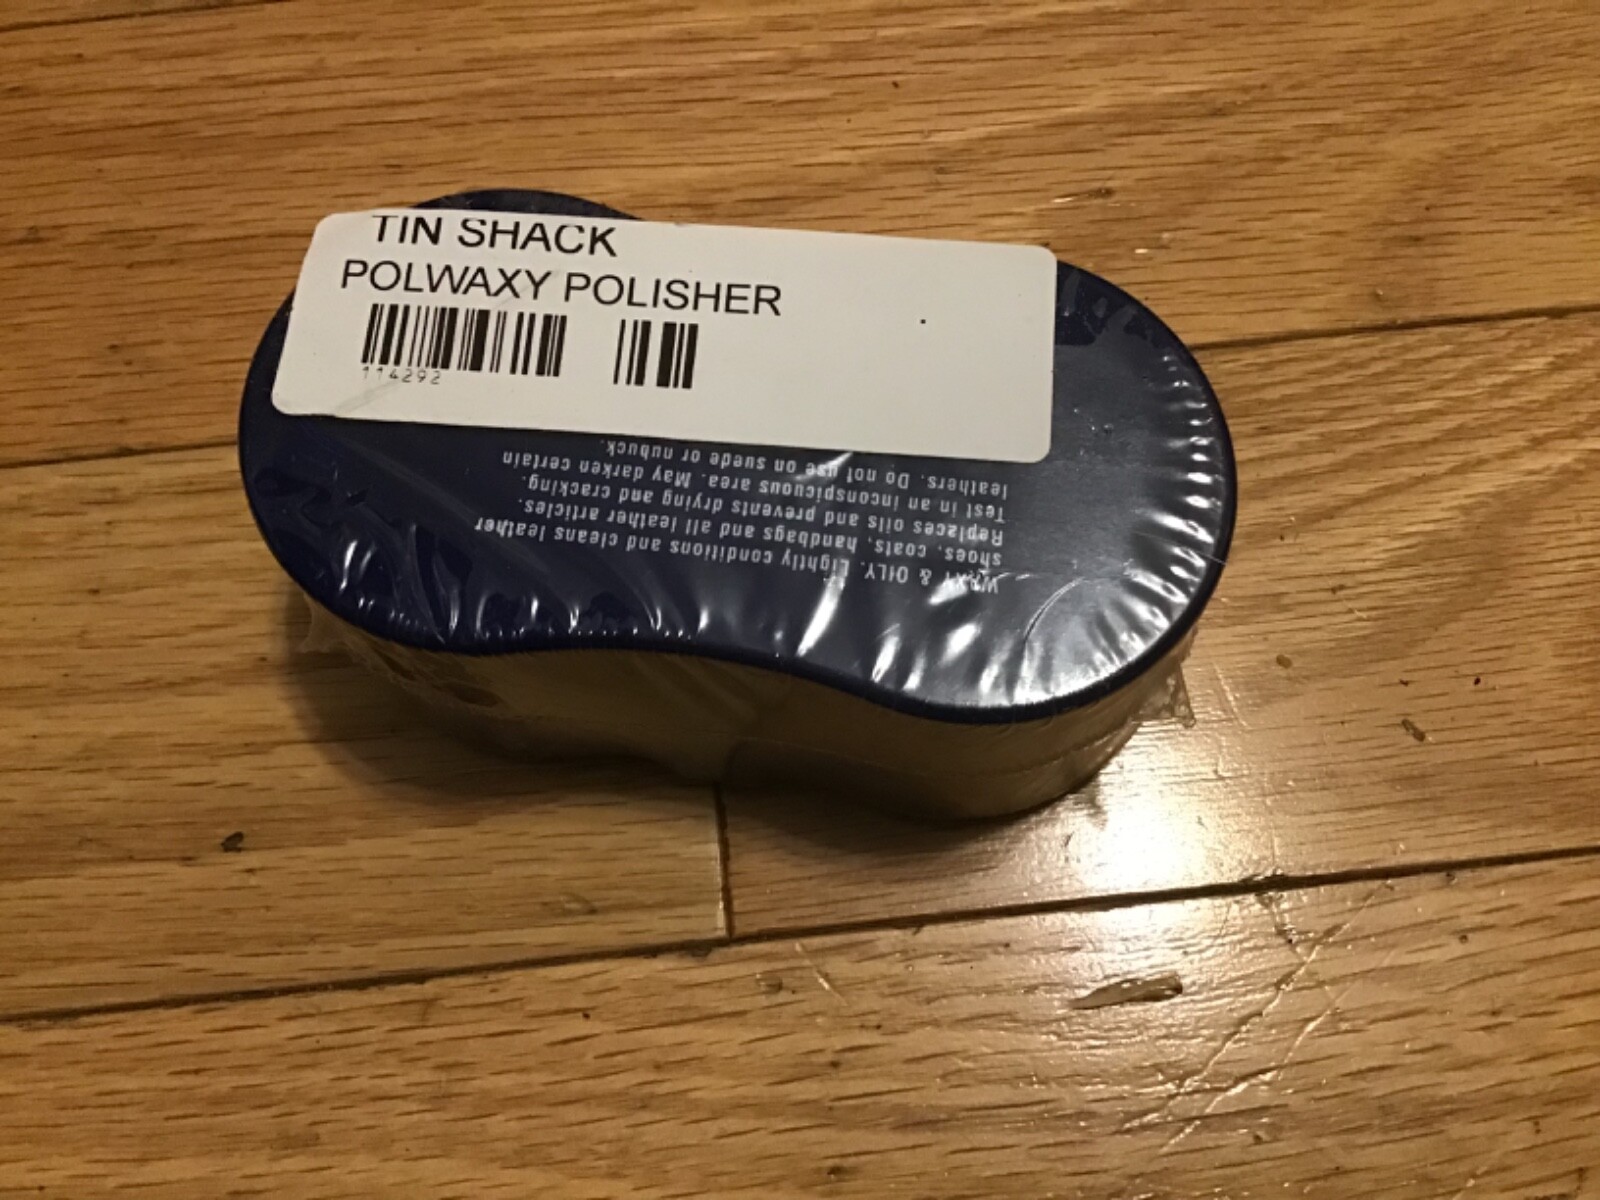 TIN SHACK
POLWAXY POLISHER
114292
WAXY & OILY. Lightly conditions and cleans leather
shoes, coats, handbags and all leather articles.
Replaces oils and prevents drying and cracking.
Test in an inconspicuous area. May darken certain
leathers. Do not use on suede or nubuck.